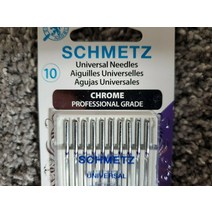 SCHMETZ
10
Universal Needles
Aiguilles Universelles
Agujas Universales
CHROME
PROFESSIONAL GRADE
SCHMETZ
UNIVERSAL